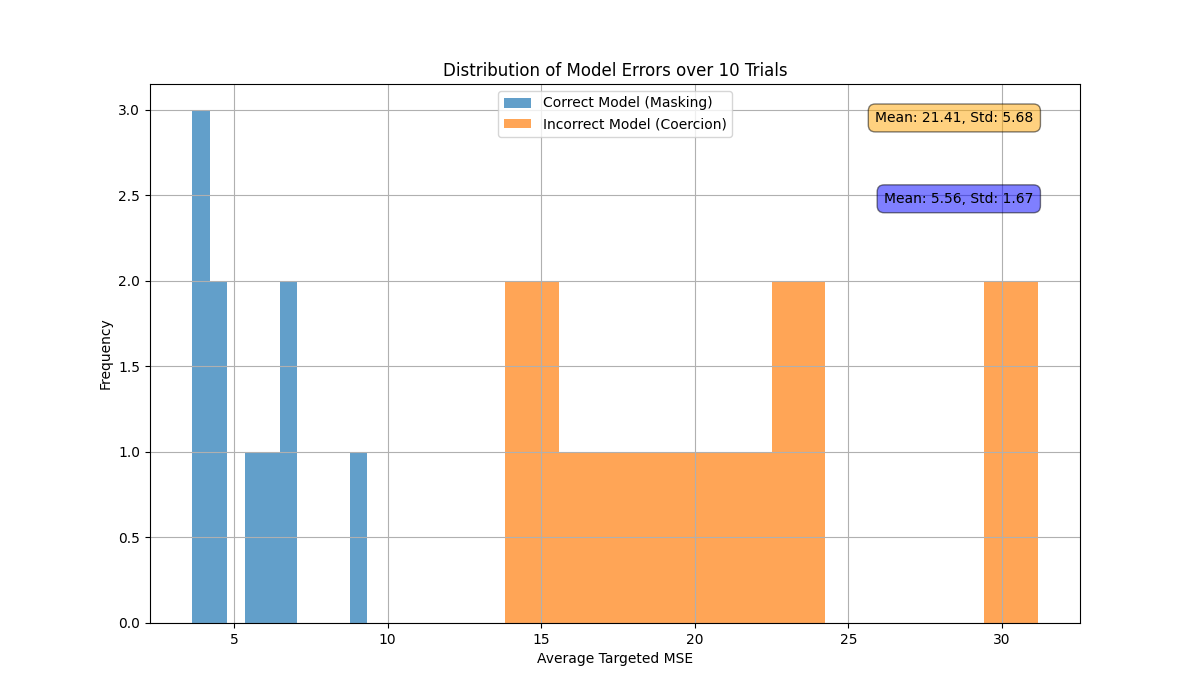 Distribution of Model Errors over 10 Trials
Correct Model (Masking)
Incorrect Model (Coercion)
Mean: 21.41, Std: 5.68
Mean: 5.56, Std: 1.67
Frequency
3.0
2.5
2.0
1.5
1.0
0.5
0.0
5
10
15
20
25
30
Average Targeted MSE